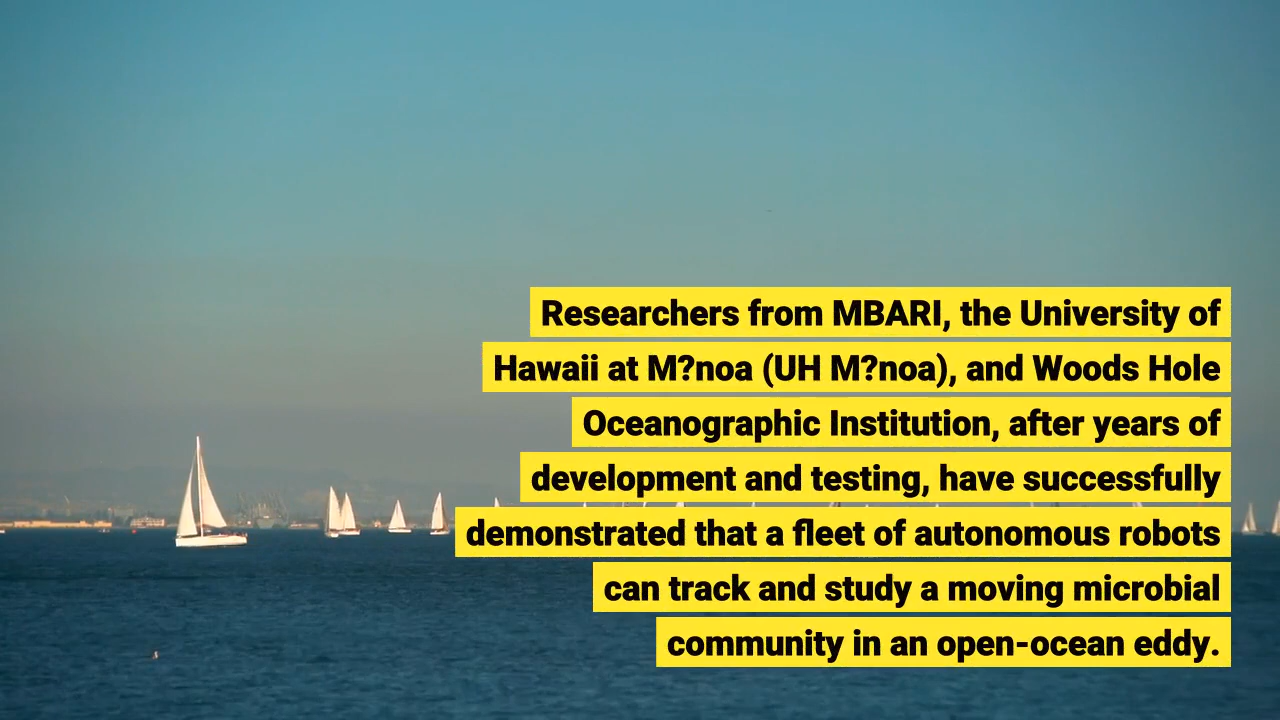 Researchers from MBARI, the University of
Hawaii at M?noa (UH M?noa), and Woods Hole
Oceanographic Institution, after years of
development and testing, have successfully
demonstrated that a fleet of autonomous robots
can track and study a moving microbial
community in an open-ocean eddy.